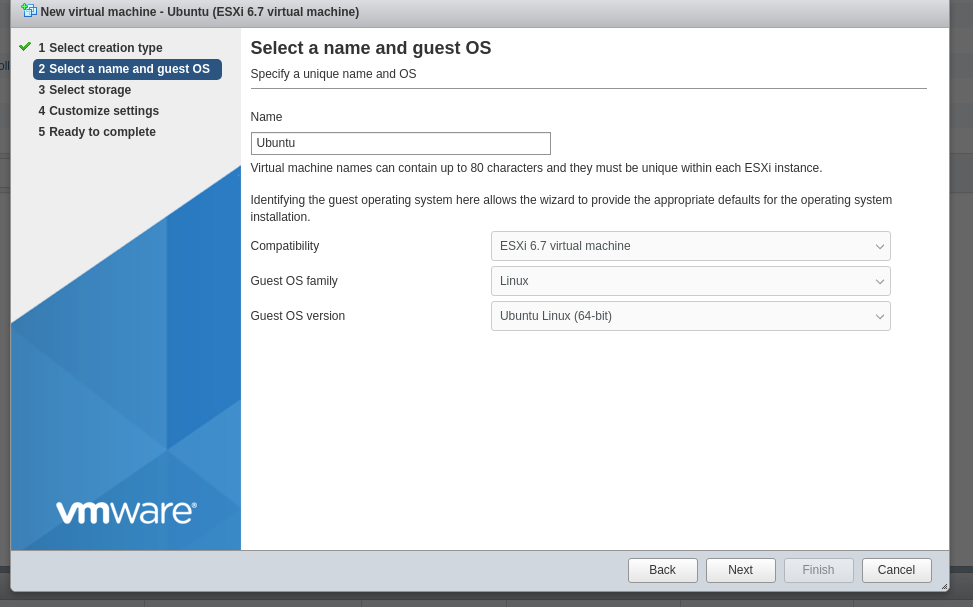 New virtual machine - Ubuntu (ESXi 6.7 virtual machine)
1 Select creation type
2 Select a name and guest OS
3 Select storage
4 Customize settings
5 Ready to complete
vmware®
Select a name and guest OS
Specify a unique name and OS
Name
Ubuntu
Virtual machine names can contain up to 80 characters and they must be unique within each ESXi instance.
Identifying the guest operating system here allows the wizard to provide the appropriate defaults for the operating system
installation.
Compatibility
ESXi 6.7 virtual machine
Guest OS family
Linux
Guest OS version
Ubuntu Linux (64-bit)
Back
Next
Finish
Cancel